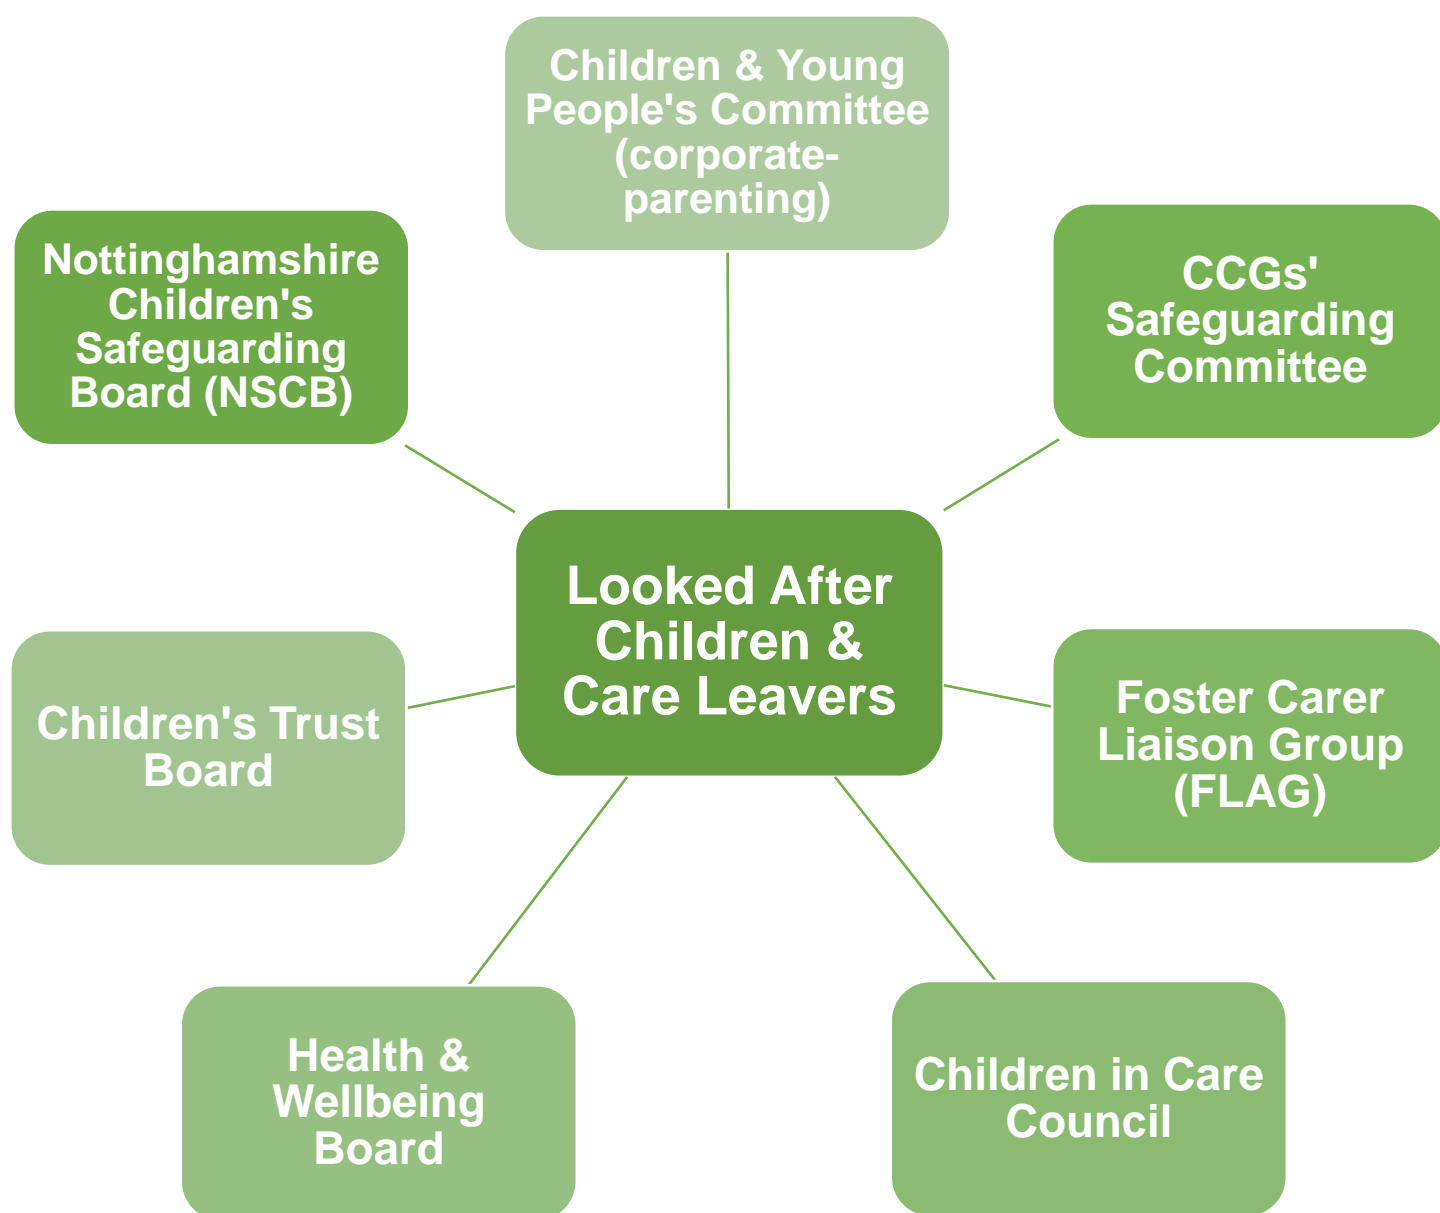 Children & Young
People's Committee
(corporate-
parenting)
Nottinghamshire
Children's
Safeguarding
Board (NSCB)
CCGs'
Safeguarding
Committee
Looked After
Children &
Care Leavers
Children's Trust
Board
Foster Carer
Liaison Group
(FLAG)
Health &
Wellbeing
Board
Children in Care
Council